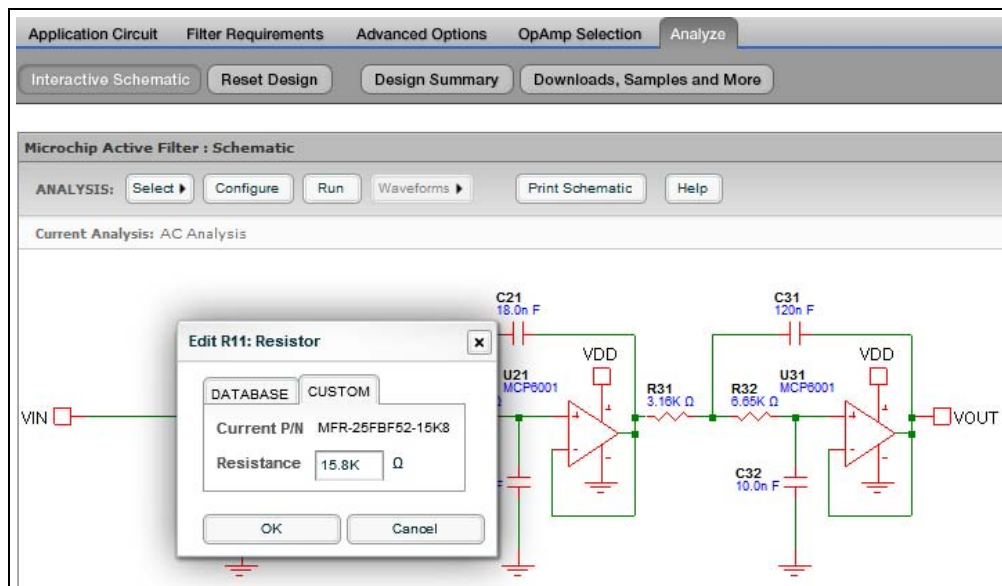 Application Circuit Filter Requirements Advanced Options OpAmp Selection Analyze
Interactive Schematic Reset Design Design Summary Downloads, Samples and More
Microchip Active Filter : Schematic
ANALYSIS: Select Configure Run Waveforms Print Schematic Help
Current Analysis: AC Analysis
C21
18.0n F
C31
120n F
Edit R11: Resistor
x
DATABASE CUSTOM
Current P/N MFR-25FBF52-15K8
Resistance 15.8K Ω
OK Cancel
VIN
VDD
U21
MCP6001
Ω
R31
3.16K Ω
R32
6.65K Ω
VDD
U31
MCP6001
VOUT
F
C32
10.0n F